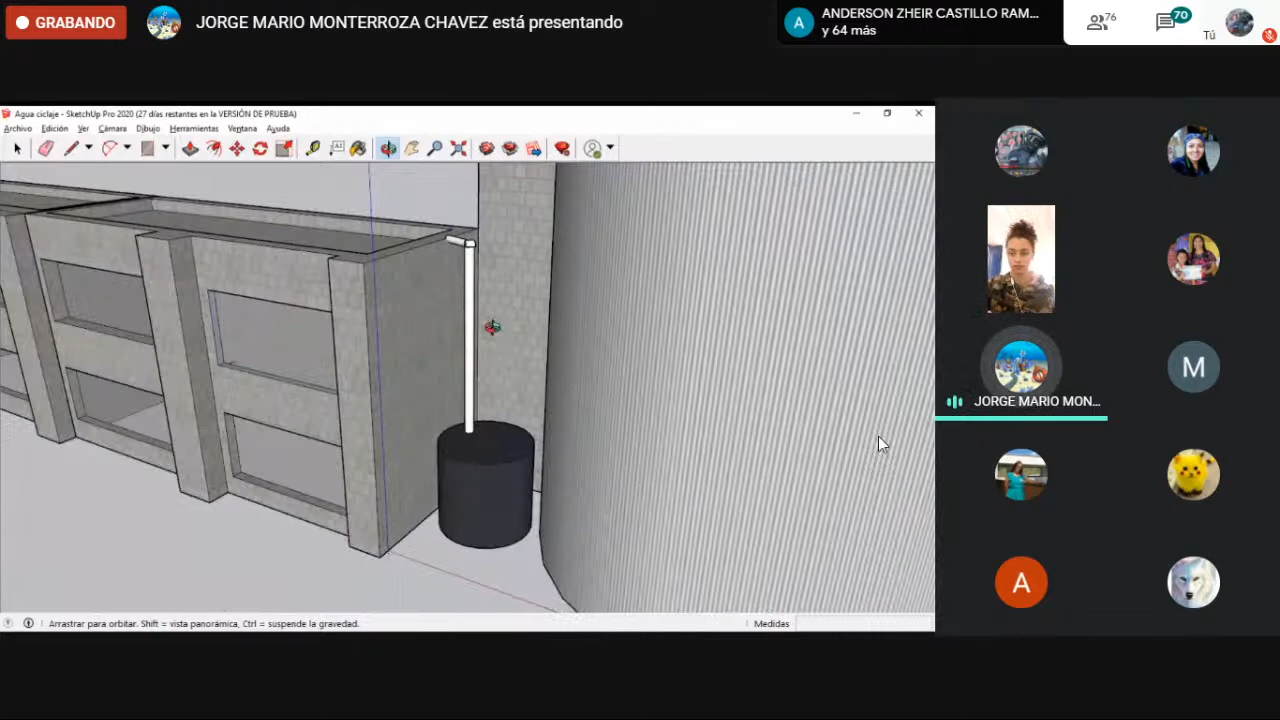 GRABANDO
JORGE MARIO MONTERROZA CHAVEZ está presentando
A
ANDERSON ZHEIR CASTILLO RAM...
y 64 más
76
70
Tú
Agua ciclaje - SketchUp Pro 2020 (27 días restantes en la VERSIÓN DE PRUEBA)
Archivo Edición Ver Cámara Dibujo Herramientas Ventana Ayuda
A1
JORGE MARIO MON...
M
A
Arrastrar para orbitar. Shift = vista panorámica, Ctrl = suspende la gravedad.
Medidas